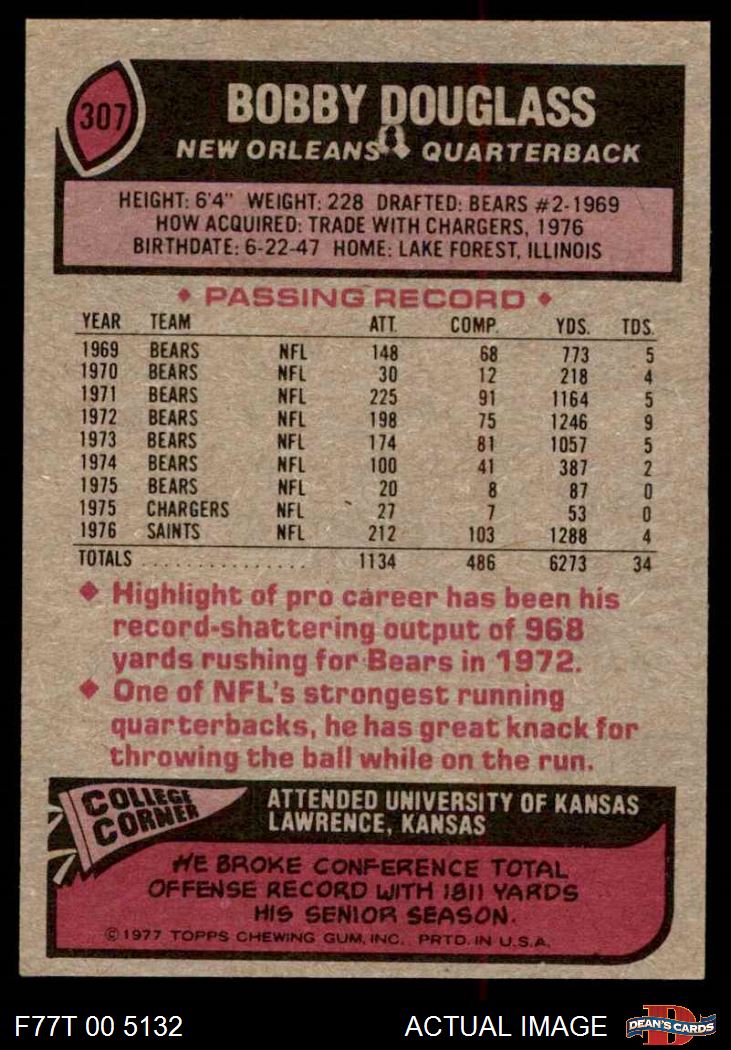 307
BOBBY DOUGLASS
NEW ORLEANS QUARTERBACK
HEIGHT: 6'4" WEIGHT: 228 DRAFTED: BEARS #2-1969
HOW ACQUIRED: TRADE WITH CHARGERS, 1976
BIRTHDATE: 6-22-47 HOME: LAKE FOREST, ILLINOIS
♦ PASSING RECORD ♦
YEAR TEAM ATT. COMP. YDS. TDS.
1969 BEARS NFL 148 68 773 5
1970 BEARS NFL 30 12 218 4
1971 BEARS NFL 225 91 1164 5
1972 BEARS NFL 198 75 1246 9
1973 BEARS NFL 174 81 1057 5
1974 BEARS NFL 100 41 387 2
1975 BEARS NFL 20 8 87 0
1975 CHARGERS NFL 27 7 53 0
1976 SAINTS NFL 212 103 1288 4
TOTALS . . . . . . . . . . . . . . . . 1134 486 6273 34
♦ Highlight of pro career has been his
record-shattering output of 968
yards rushing for Bears in 1972.
♦ One of NFL's strongest running
quarterbacks, he has great knack for
throwing the ball while on the run.
COLLEGE
CORNER
ATTENDED UNIVERSITY OF KANSAS
LAWRENCE, KANSAS
HE BROKE CONFERENCE TOTAL
OFFENSE RECORD WITH 1811 YARDS
HIS SENIOR SEASON.
© 1977 TOPPS CHEWING GUM, INC. PRTD. IN U.S.A.
F77T 00 5132 ACTUAL IMAGE
D
DEAN'S CARDS